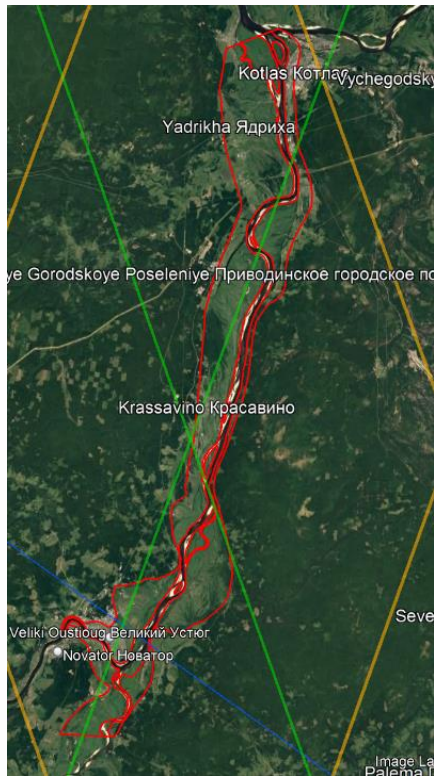 Kotlas Котлас
Vychegodsky
Yadrikha Ядриха
ye Gorodskoye Poseleniye Приводинское городское по
Krassavino Красавино
Seve
Veliki Oustioug Великий Устюг
Novator Новатор
Image La
Palema